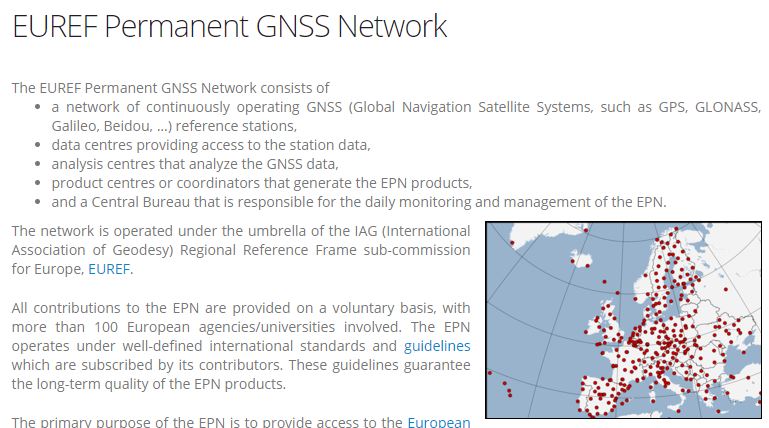 EUREF Permanent GNSS Network
The EUREF Permanent GNSS Network consists of
• a network of continuously operating GNSS (Global Navigation Satellite Systems, such as GPS, GLONASS,
Galileo, Beidou, ...) reference stations,
• data centres providing access to the station data,
• analysis centres that analyze the GNSS data,
• product centres or coordinators that generate the EPN products,
• and a Central Bureau that is responsible for the daily monitoring and management of the EPN.
The network is operated under the umbrella of the IAG (International
Association of Geodesy) Regional Reference Frame sub-commission
for Europe, EUREF.
All contributions to the EPN are provided on a voluntary basis, with
more than 100 European agencies/universities involved. The EPN
operates under well-defined international standards and guidelines
which are subscribed by its contributors. These guidelines guarantee
the long-term quality of the EPN products.
The primary purpose of the EPN is to provide access to the European